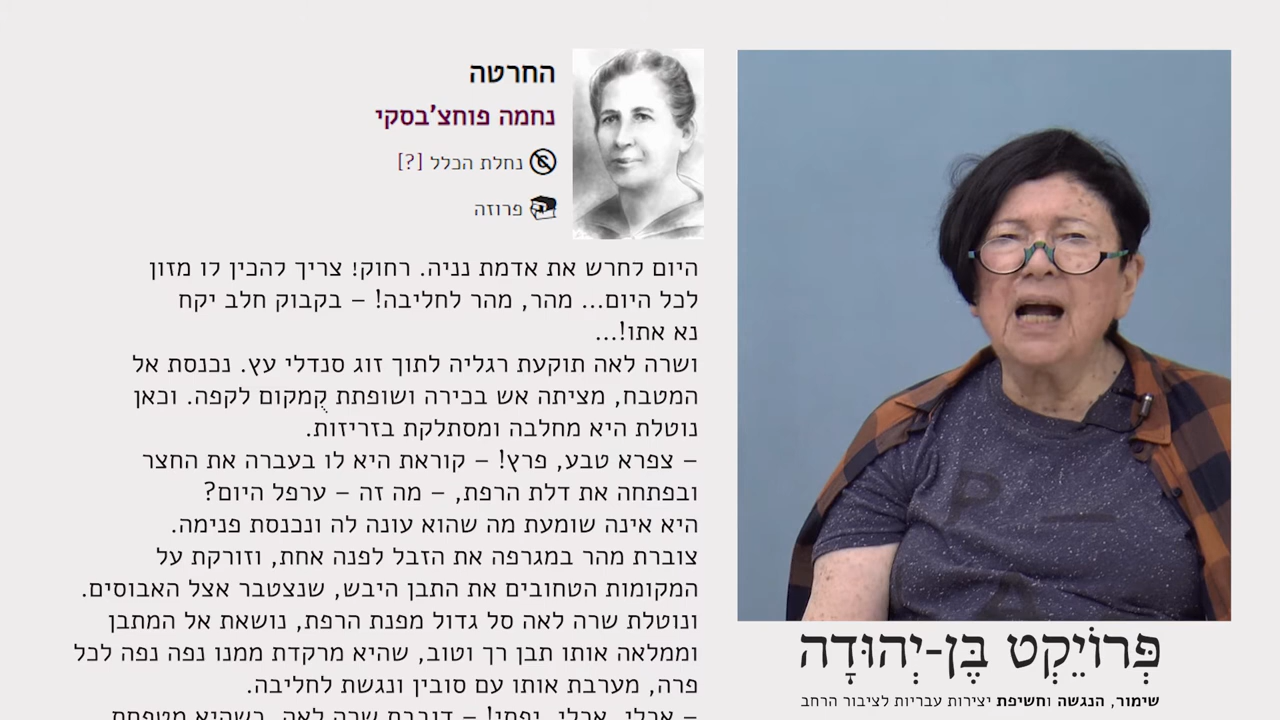 החרטה
נחמה פוחצ'בסקי
נחלת הכלל [?]
פרוזה
היום לחרש את אדמת נניה. רחוק! צריך להכין לו מזון
לכל היום... מהר, מהר לחליבה! – בקבוק חלב יקח
נא אתו!...
ושרה לאה תוקעת רגליה לתוך זוג סנדלי עץ. נכנסת אל
המטבח, מציתה אש בכירה ושופתת קֻמקום לקפה. וכאן
נוטלת היא מחלבה ומסתלקת בזריזות.
– צפרא טבע, פרץ! – קוראת היא לו בעברה את החצר
ובפתחה את דלת הרפת, – מה זה – ערפל היום?
היא אינה שומעת מה שהוא עונה לה ונכנסת פנימה.
צוברת מהר במגרפה את הזבל לפנה אחת, וזורקת על
המקומות הטחובים את התבן היבש, שנצטבר אצל האבוסים.
ונוטלת שרה לאה סל גדול מפנת הרפת, נושאת אל המתבן
וממלאה אותו תבן רך וטוב, שהיא מרקדת ממנו נפה נפה לכל
פרה, מערבת אותו עם סובין ונגשת לחליבה.
פְּרוֹיֵקְט בֶּן-יְהוּדָה
שימור, הנגשה וחשיפת יצירות עבריות לציבור הרחב
P
A